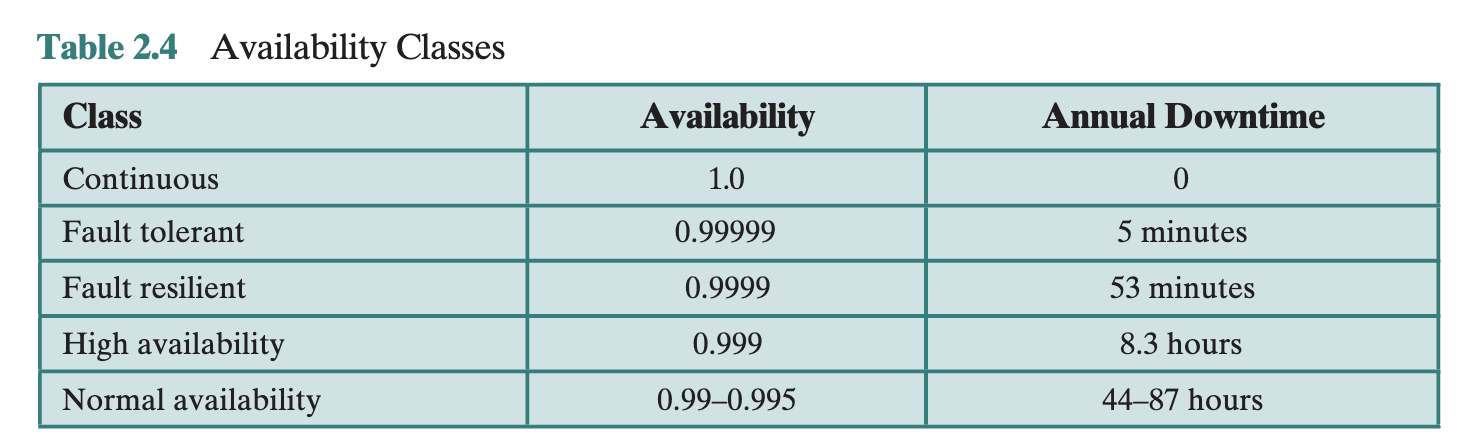 Table 2.4 Availability Classes
Class Availability Annual Downtime
Continuous 1.0 0
Fault tolerant 0.99999 5 minutes
Fault resilient 0.9999 53 minutes
High availability 0.999 8.3 hours
Normal availability 0.99–0.995 44–87 hours